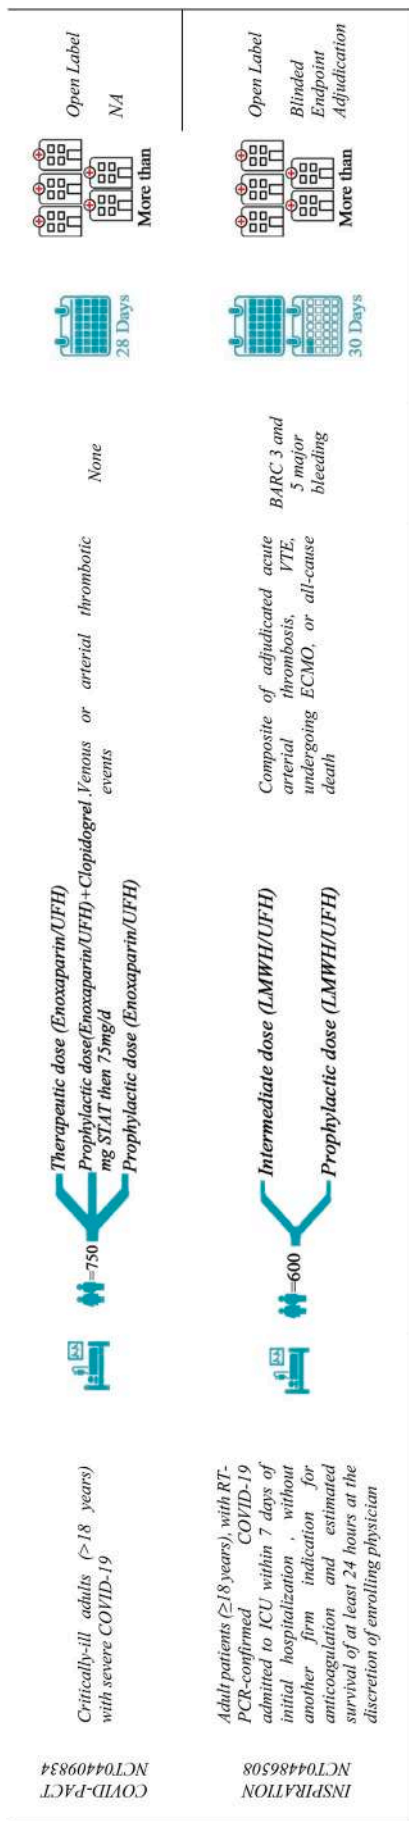 COVID-PACT
NCT04409834
Critically-ill adults (>18 years)
with severe COVID-19
=750
Therapeutic dose (Enoxaparin/UFH)
Prophylactic dose(Enoxaparin/UFH)+Clopidogrel .
mg STAT then 75mg/d
Prophylactic dose (Enoxaparin/UFH)
Venous or arterial thrombotic
events
None
28 Days
More than
Open Label
NA
INSPIRATION
NCT04486508
Adult patients (≥18 years), with RT-
PCR-confirmed COVID-19
admitted to ICU within 7 days of
initial hospitalization , without
another firm indication for
anticoagulation and estimated
survival of at least 24 hours at the
discretion of enrolling physician
=600
Intermediate dose (LMWH/UFH)
Prophylactic dose (LMWH/UFH)
Composite of adjudicated acute
arterial thrombosis, VTE,
undergoing ECMO, or all-cause
death
BARC 3 and
5 major
bleeding
30 Days
More than
Open Label
Blinded
Endpoint
Adjudication